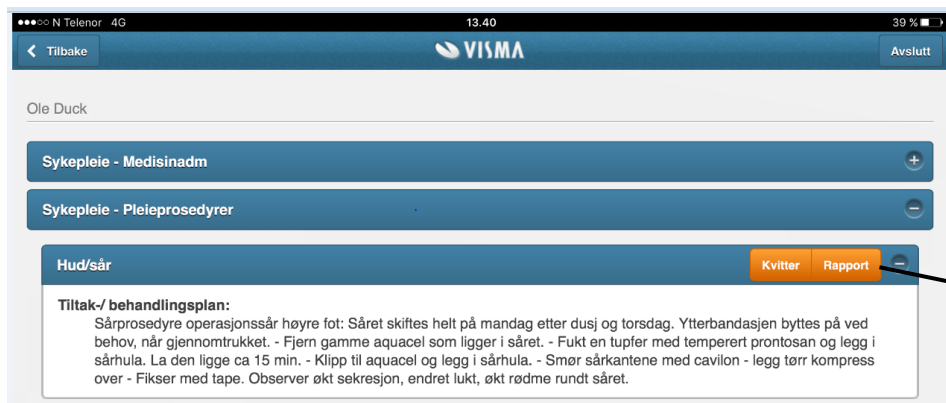 N Telenor 4G 13.40 39 %
Tilbake VISMA Avslutt
Ole Duck
Sykepleie - Medisinadm
Sykepleie - Pleieprosedyrer
Hud/sår Kvitter Rapport
Tiltak-/ behandlingsplan:
Sårprosedyre operasjonssår høyre fot: Såret skiftes helt på mandag etter dusj og torsdag. Ytterbandasjen byttes på ved
behov, når gjennomtrukket. - Fjern gamme aquacel som ligger i såret. - Fukt en tupfer med temperert prontosan og legg i
sårhula. La den ligge ca 15 min. - Klipp til aquacel og legg i sårhula. - Smør sårkantene med cavilon - legg tørr kompress
over - Fikser med tape. Observer økt sekresjon, endret lukt, økt rødme rundt såret.